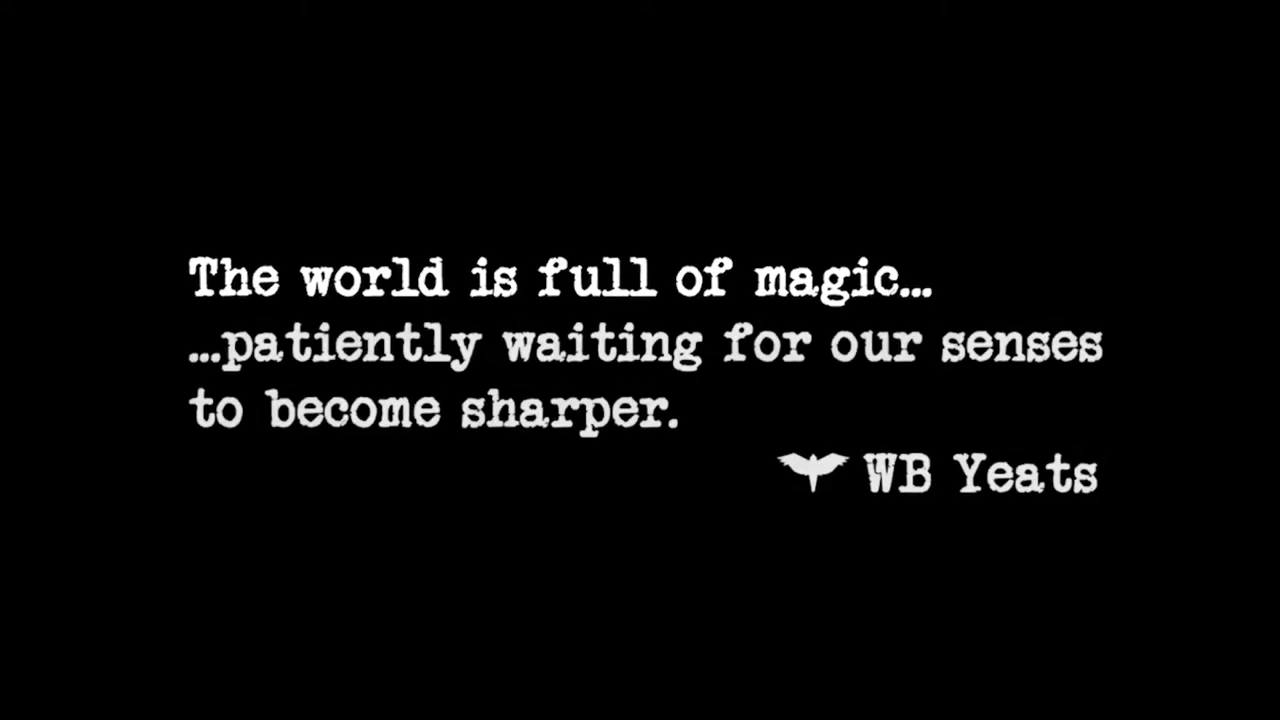 The world is full of magic...
...patiently waiting for our senses
to become sharper.
WB Yeats